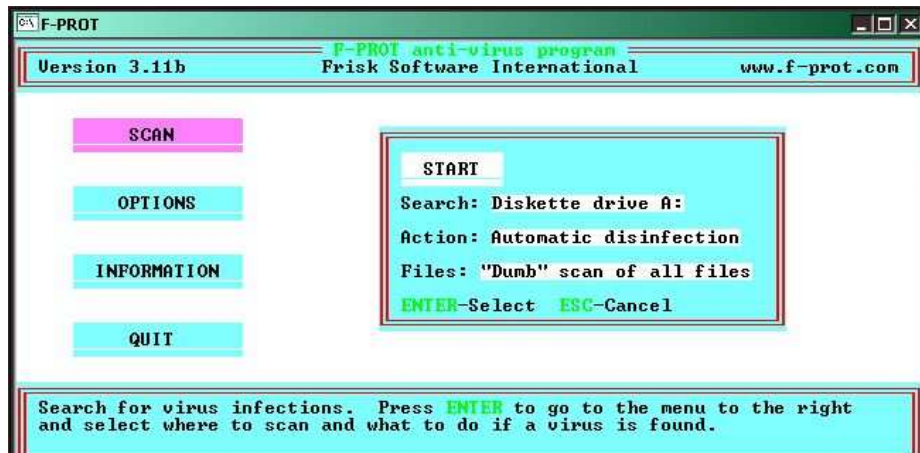 F-PROT
F-PROT anti-virus program
Version 3.11b Frisk Software International www.f-prot.com
SCAN
OPTIONS
INFORMATION
QUIT
START
Search: Diskette drive A:
Action: Automatic disinfection
Files: "Dumb" scan of all files
ENTER-Select ESC-Cancel
Search for virus infections. Press ENTER to go to the menu to the right
and select where to scan and what to do if a virus is found.